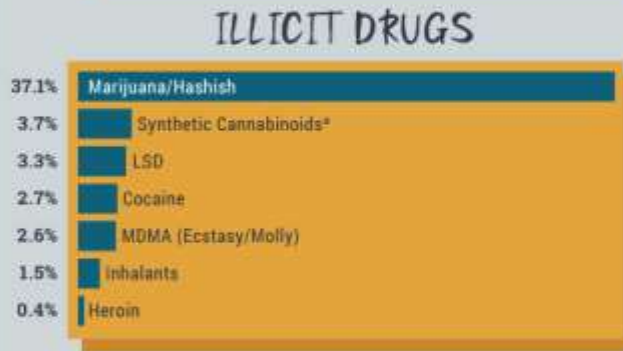 ILLICIT DRUGS
37.1% Marijuana/Hashish
3.7% Synthetic Cannabinoids*
3.3% LSD
2.7% Cocaine
2.6% MDMA (Ecstasy/Molly)
1.5% Inhalants
0.4% Heroin